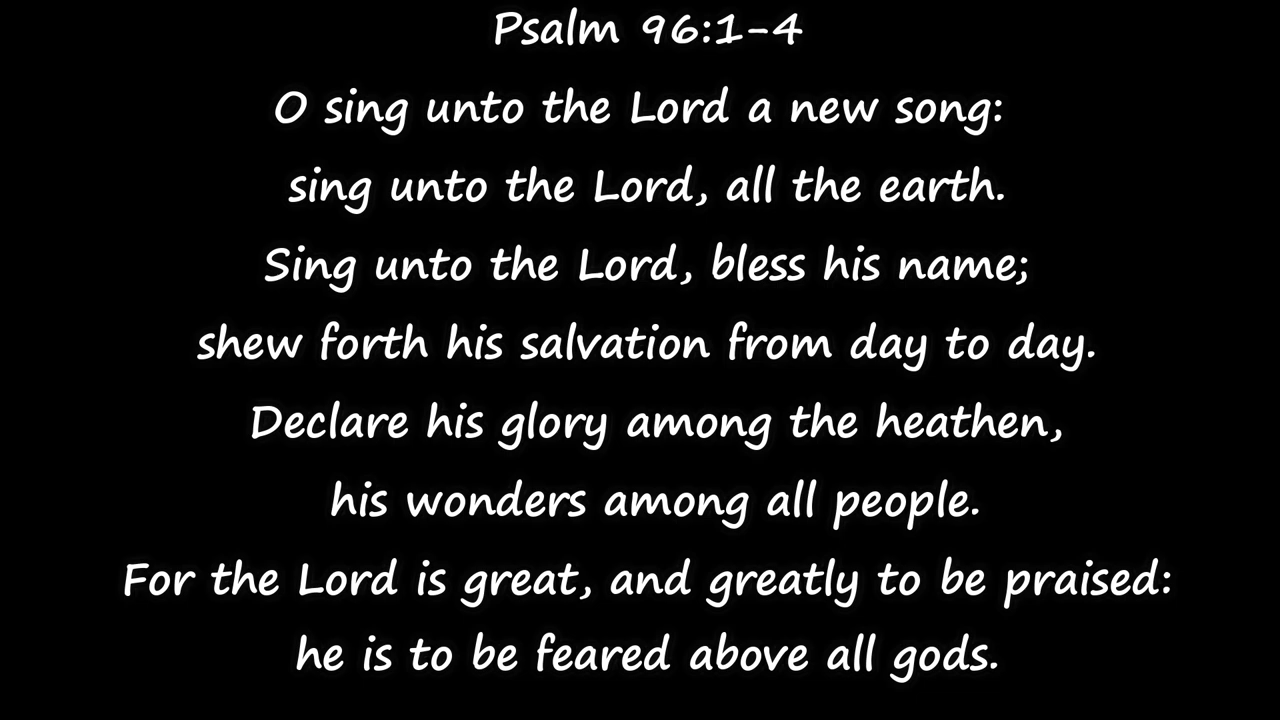 Psalm 96:1-4
O sing unto the Lord a new song:
sing unto the Lord, all the earth.
Sing unto the Lord, bless his name;
shew forth his salvation from day to day.
Declare his glory among the heathen,
his wonders among all people.
For the Lord is great, and greatly to be praised:
he is to be feared above all gods.